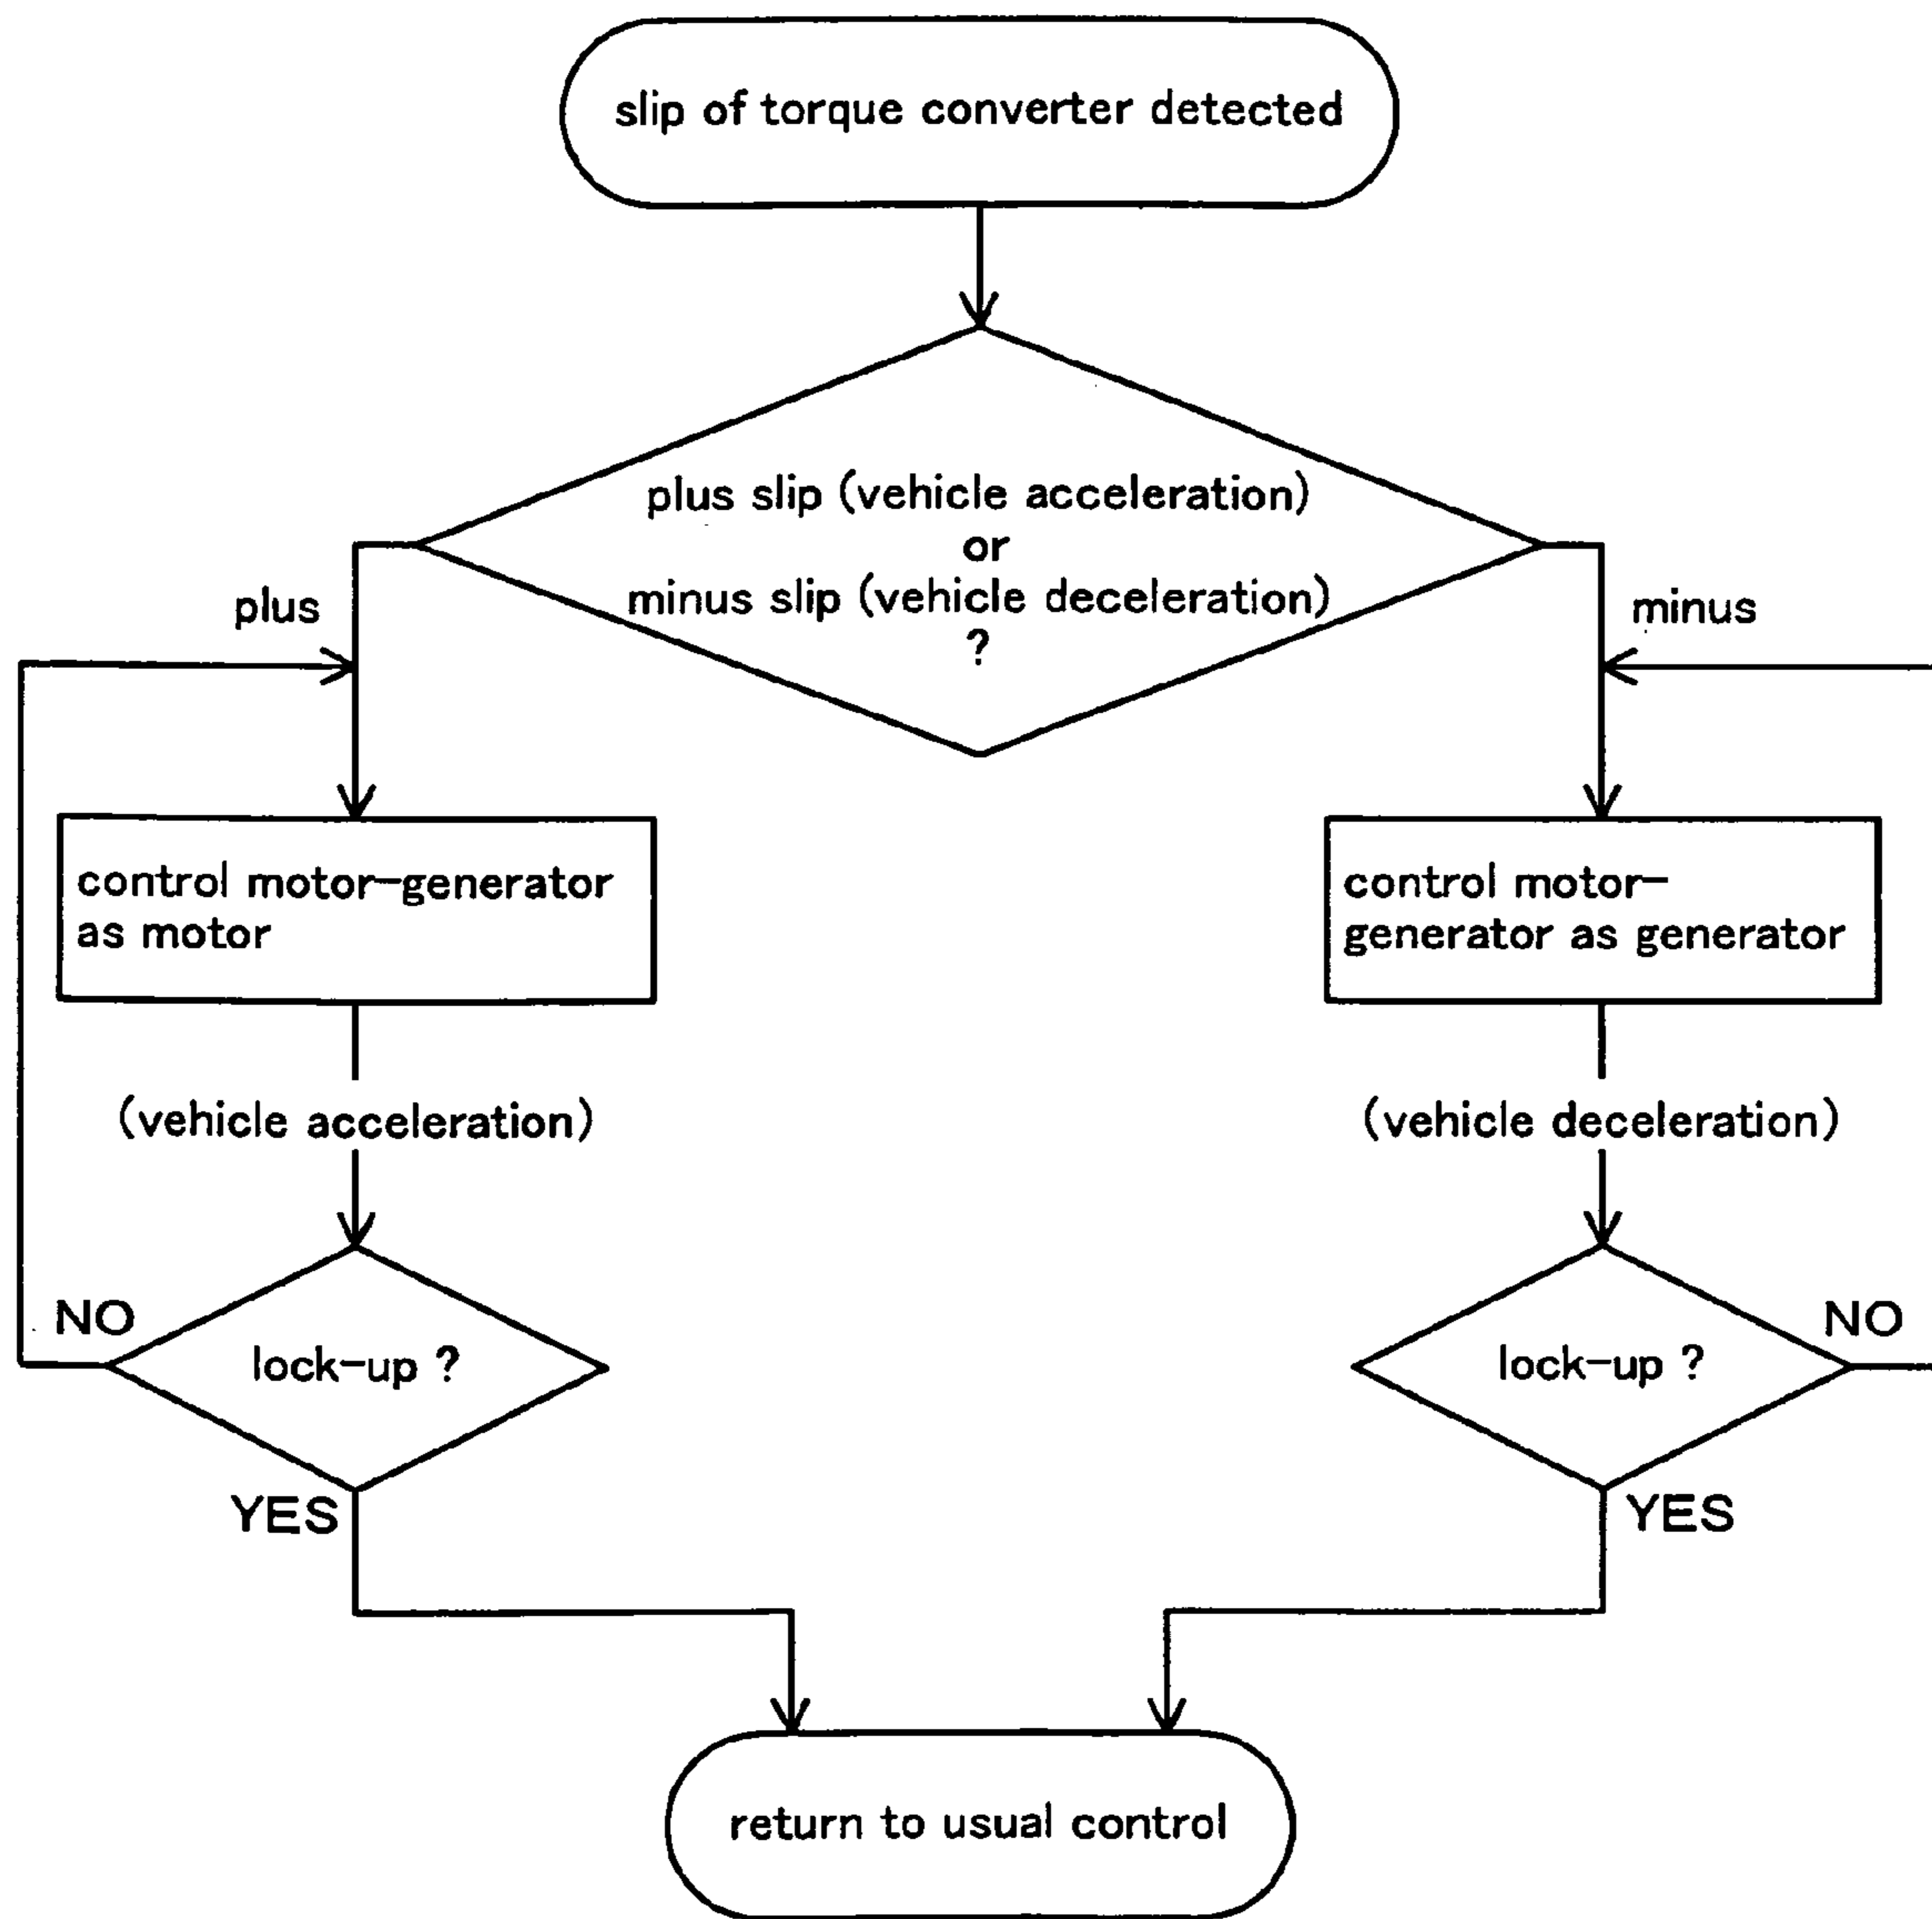 slip of torque converter detected
plus slip (vehicle acceleration)
or
minus slip (vehicle deceleration)
?
plus
minus
control motor-generator
as motor
control motor-
generator as generator
(vehicle acceleration)
(vehicle deceleration)
NO
lock-up ?
YES
NO
lock-up ?
YES
return to usual control